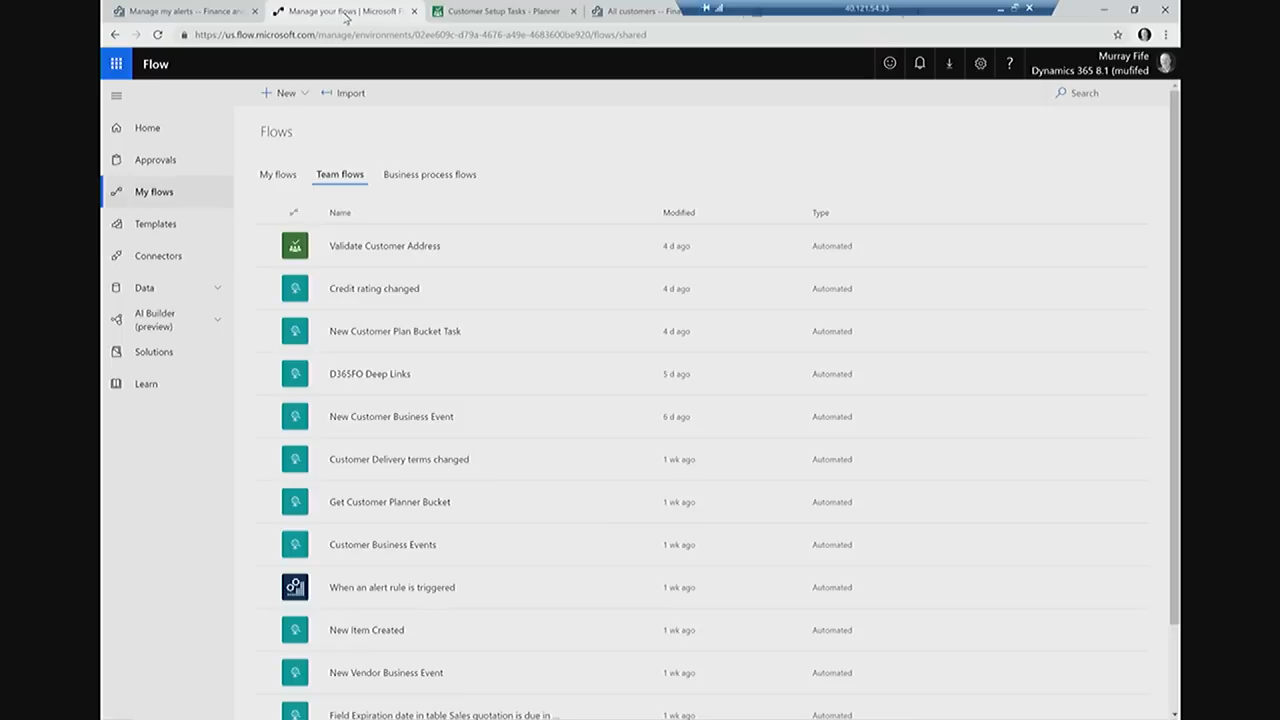 Manage my alerts -- Finance an
Manage your flows | Microsoft F
Customer Setup Tasks - Planner
All customers -- Fina
40.121.54.33
https://us.flow.microsoft.com/manage/environments/02ee609c-d79a-4676-a49e-4683600be920/flows/shared
Flow
?
Murray Fife
Dynamics 365 8.1 (mufifed
New
Import
Search
Home
Approvals
My flows
Templates
Connectors
Data
AI Builder
(preview)
Solutions
Learn
Flows
My flows
Team flows
Business process flows
Name Modified Type
Validate Customer Address 4 d ago Automated
Credit rating changed 4 d ago Automated
New Customer Plan Bucket Task 4 d ago Automated
D365FO Deep Links 5 d ago Automated
New Customer Business Event 6 d ago Automated
Customer Delivery terms changed 1 wk ago Automated
Get Customer Planner Bucket 1 wk ago Automated
Customer Business Events 1 wk ago Automated
When an alert rule is triggered 1 wk ago Automated
New Item Created 1 wk ago Automated
New Vendor Business Event 1 wk ago Automated
Field Expiration date in table Sales quotation is due in ... 1 wk ago Automated